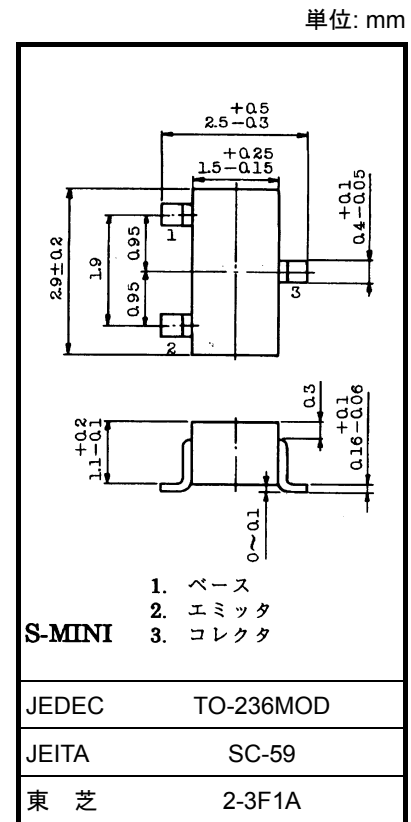 単位: mm
+0.5
2.5-0.3
+0.25
1.5-0.15
+0.1
0.4-0.05
2.9±0.2
1.9
0.95
0.95
1
2
3
+0.2
1.1-0.1
0.3
+0.1
0.16-0.06
0~0.1
1. ベース
2. エミッタ
S-MINI 3. コレクタ
JEDEC TO-236MOD
JEITA SC-59
東 芝 2-3F1A